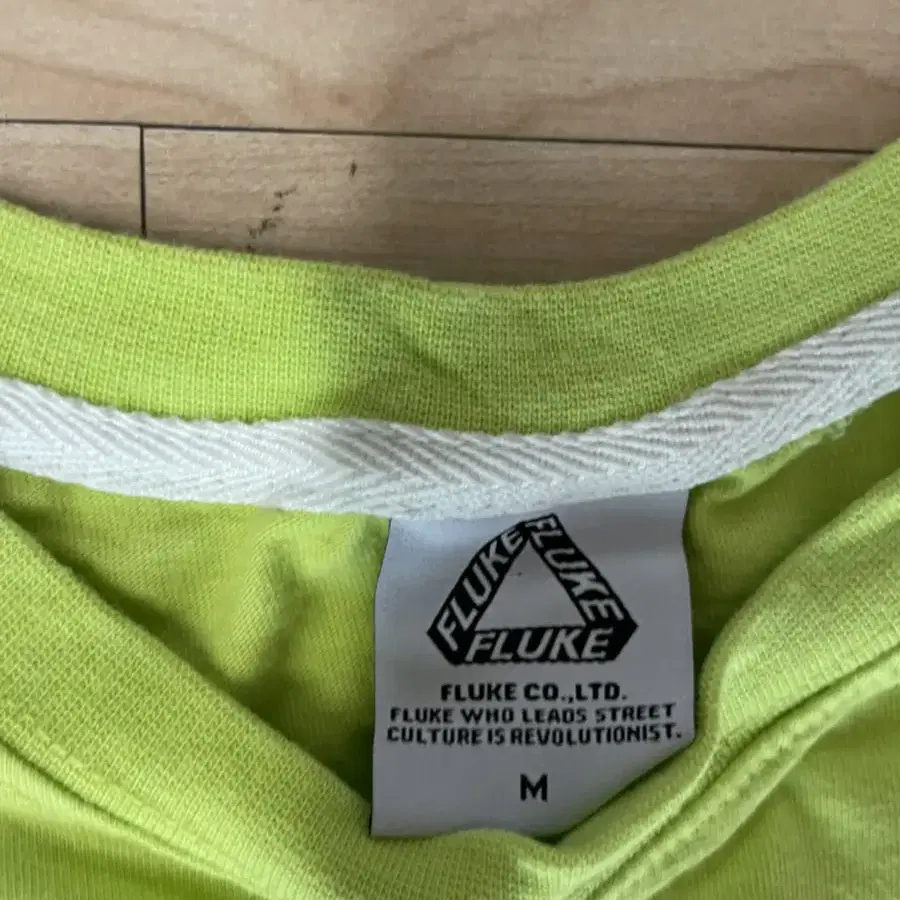 FLUKE
FLUKE
FLUKE
FLUKE CO.,LTD.
FLUKE WHO LEADS STREET
CULTURE IS REVOLUTIONIST.
M